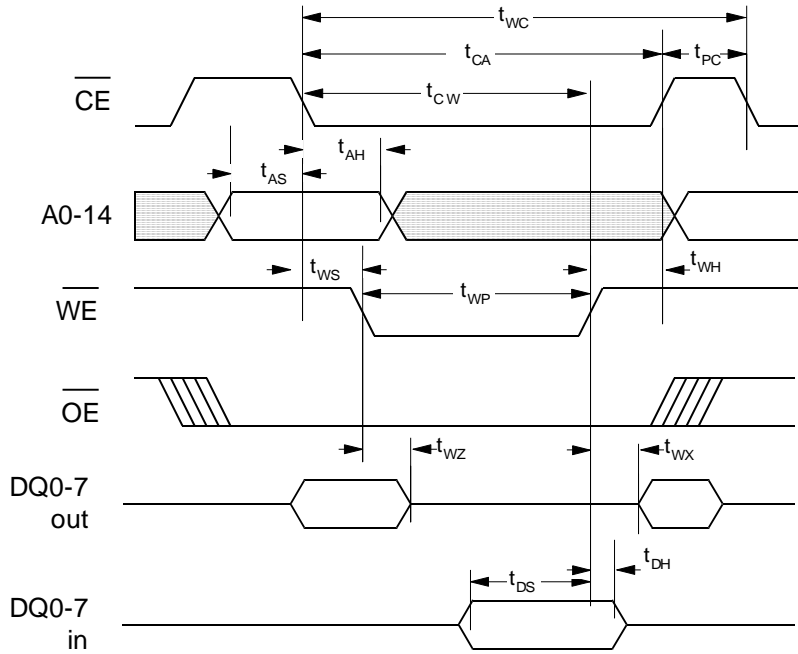 tWC
tCA
tPC
CE
tCW
tAH
tAS
A0-14
tWS
tWH
WE
tWP
OE
tWZ
tWX
DQ0-7
out
tDH
tDS
DQ0-7
in